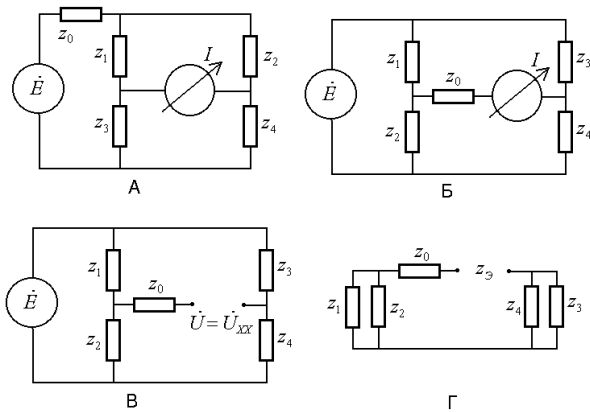 z₀
z₁
z₂
Ė
I
z₃
z₄
А
z₁
z₀
I
z₃
Ė
z₂
z₄
Б
z₁
z₀
z₃
Ė
z₂
U̇ = U̇ₓₓ
z₄
В
z₀
zэ
z₁
z₂
z₄
z₃
Г